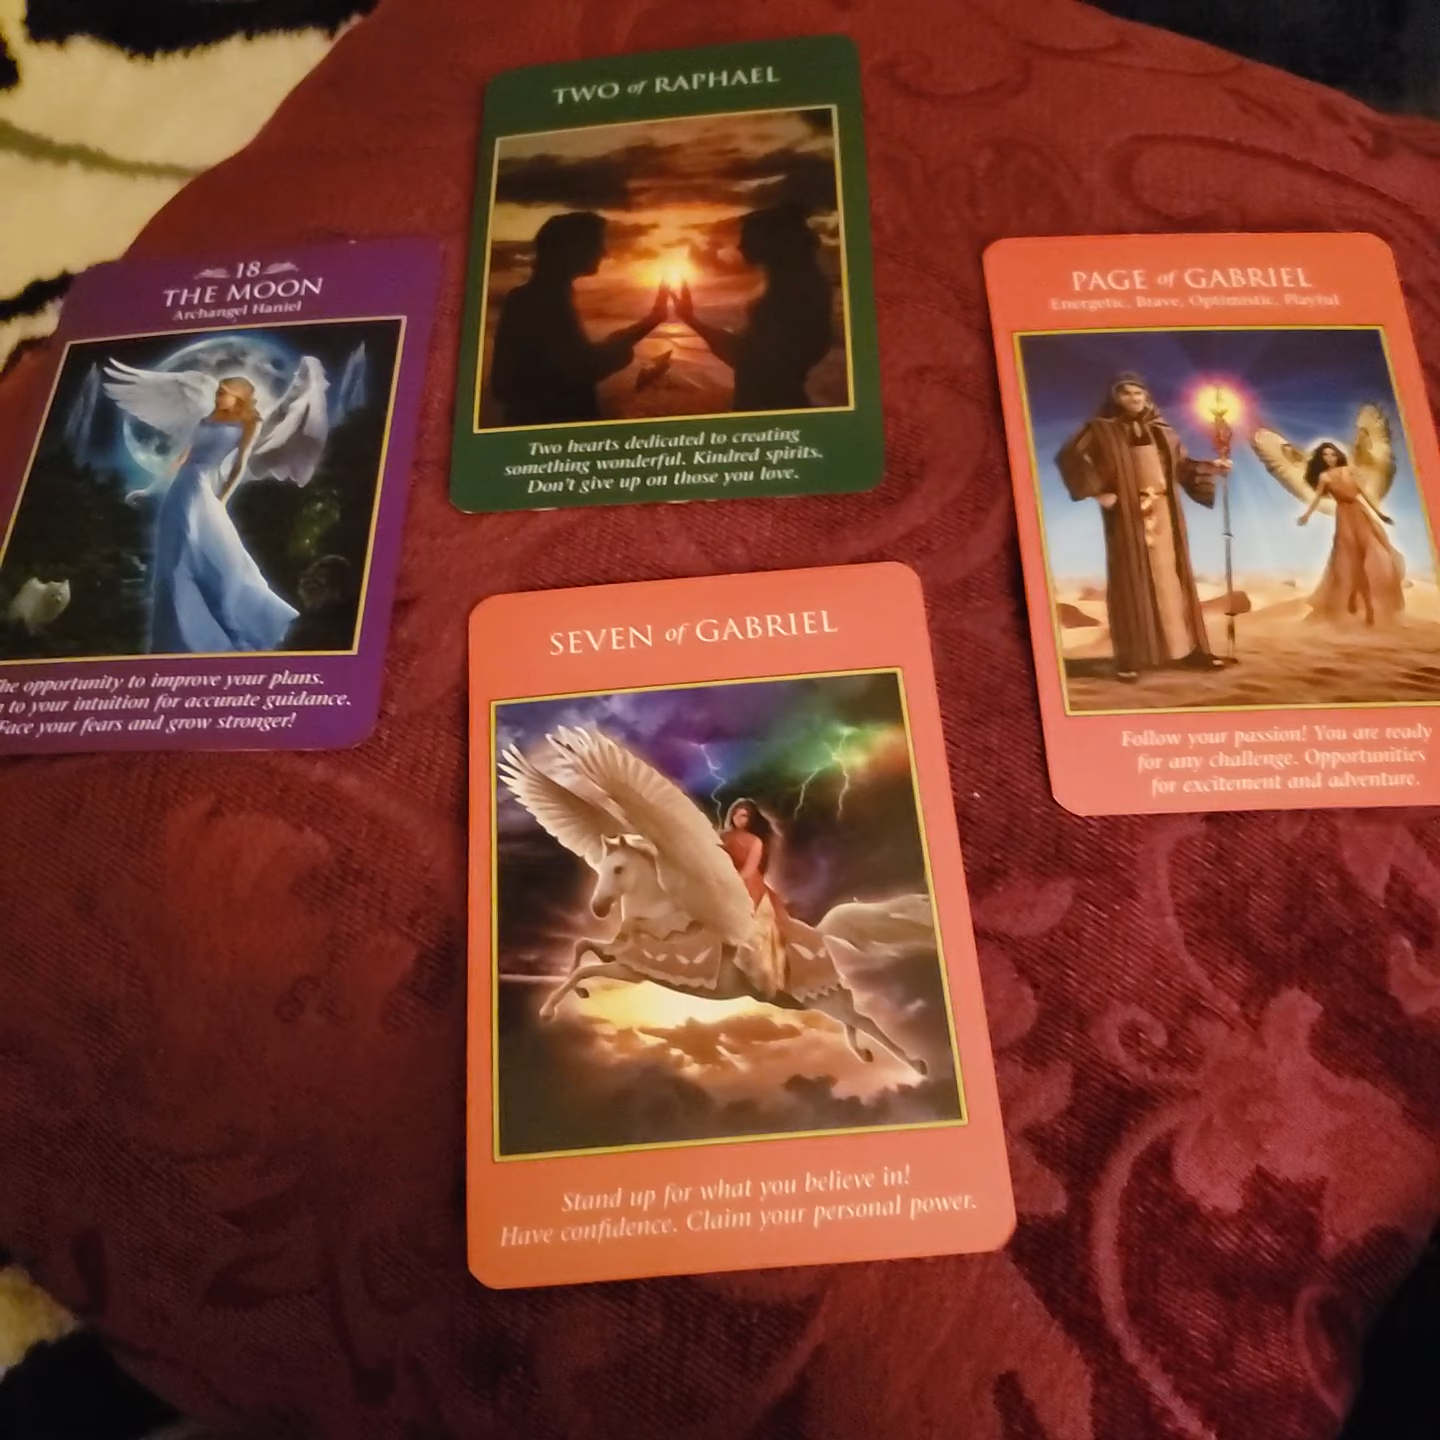 TWO of RAPHAEL
Two hearts dedicated to creating
something wonderful. Kindred spirits.
Don't give up on those you love.
18
THE MOON
Archangel Haniel
he opportunity to improve your plans.
to your intuition for accurate guidance.
Face your fears and grow stronger!
PAGE of GABRIEL
Energetic, Brave, Optimistic, Playful
Follow your passion! You are ready
for any challenge. Opportunities
for excitement and adventure.
SEVEN of GABRIEL
Stand up for what you believe in!
Have confidence. Claim your personal power.